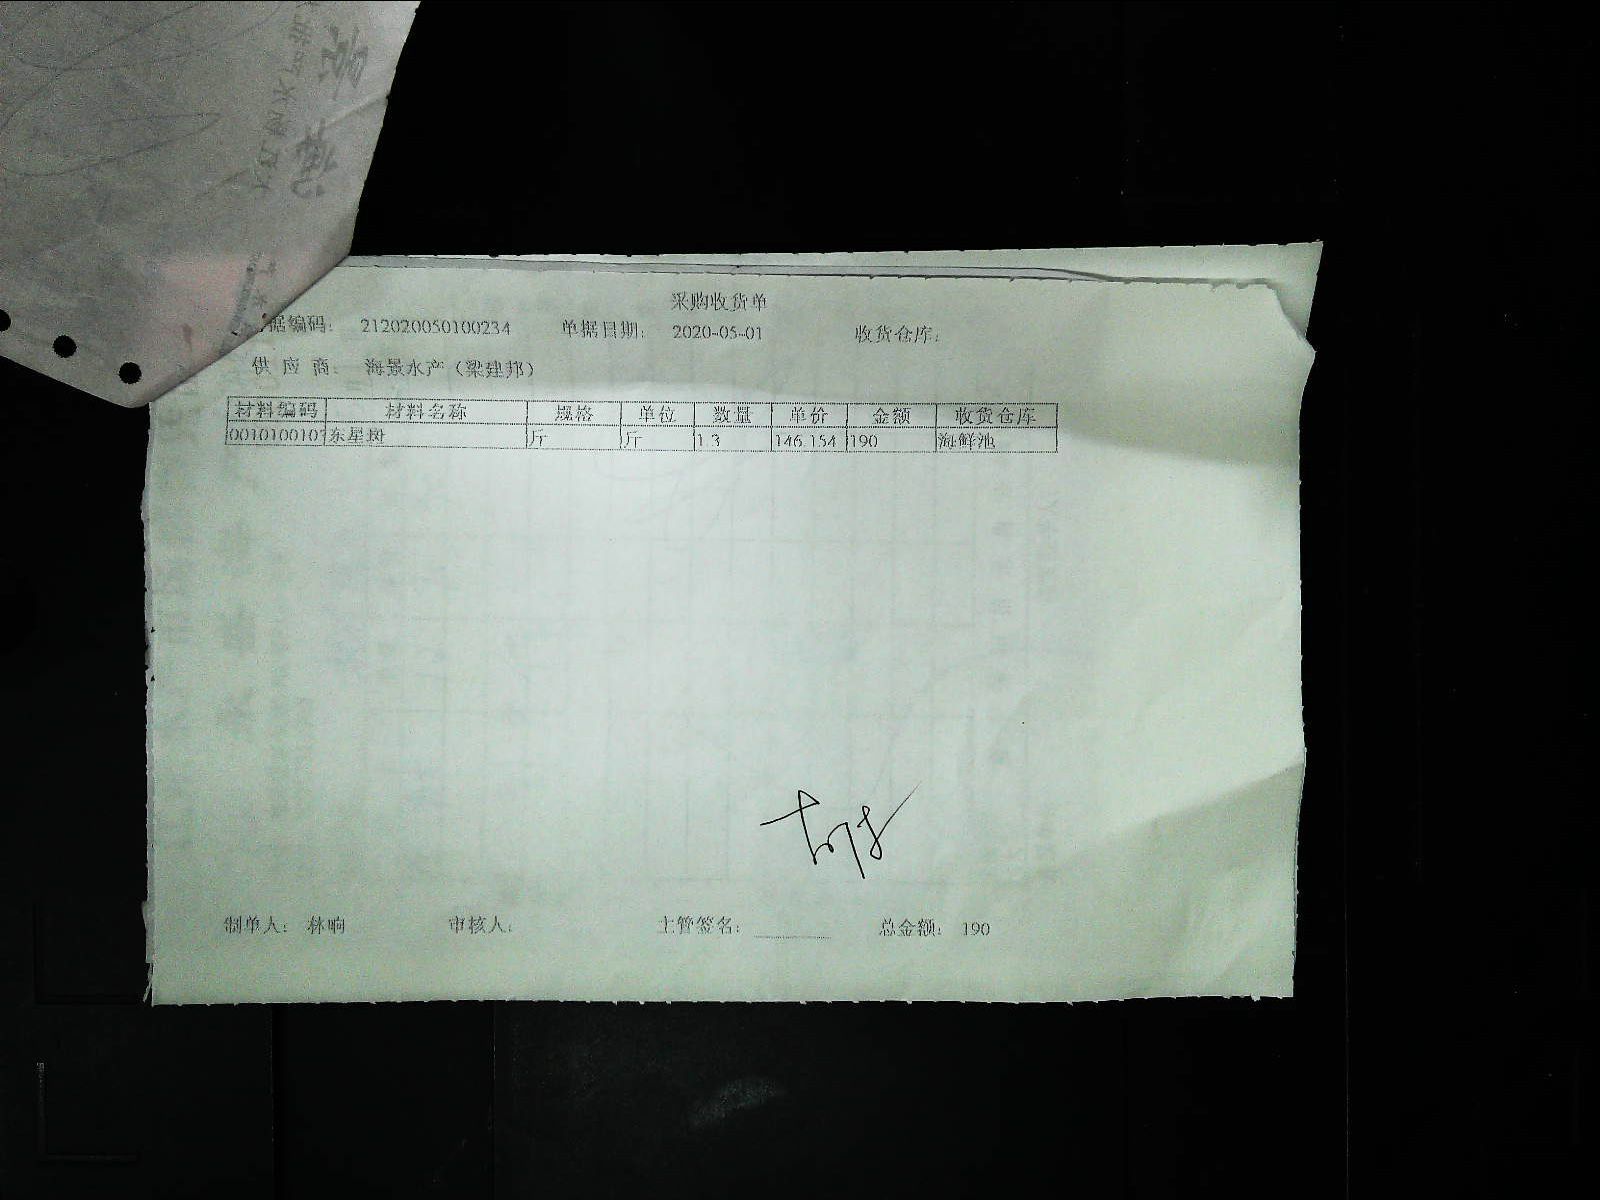 采购收货单
据编码: 212020050100234 单据日期: 2020-05-01 收货仓库:
供 应 商: 海景水产（梁建邦）
材料编码 材料名称 规格 单位 数量 单价 金额 收货仓库
0010100107 东星斑 斤 斤 1.3 146.154 190 海鲜池
制单人: 林响 审核人: 主管签名: 总金额: 190